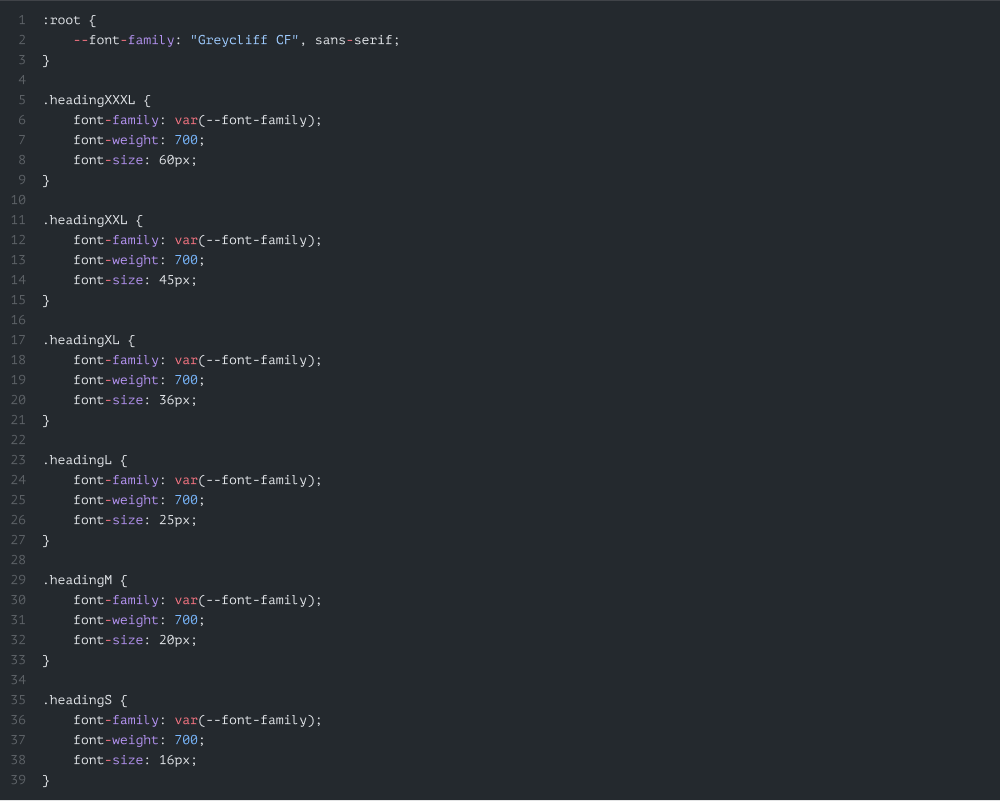 1 :root {
2     --font-family: "Greycliff CF", sans-serif;
3 }
4
5 .headingXXXL {
6     font-family: var(--font-family);
7     font-weight: 700;
8     font-size: 60px;
9 }
10
11 .headingXXL {
12     font-family: var(--font-family);
13     font-weight: 700;
14     font-size: 45px;
15 }
16
17 .headingXL {
18     font-family: var(--font-family);
19     font-weight: 700;
20     font-size: 36px;
21 }
22
23 .headingL {
24     font-family: var(--font-family);
25     font-weight: 700;
26     font-size: 25px;
27 }
28
29 .headingM {
30     font-family: var(--font-family);
31     font-weight: 700;
32     font-size: 20px;
33 }
34
35 .headingS {
36     font-family: var(--font-family);
37     font-weight: 700;
38     font-size: 16px;
39 }